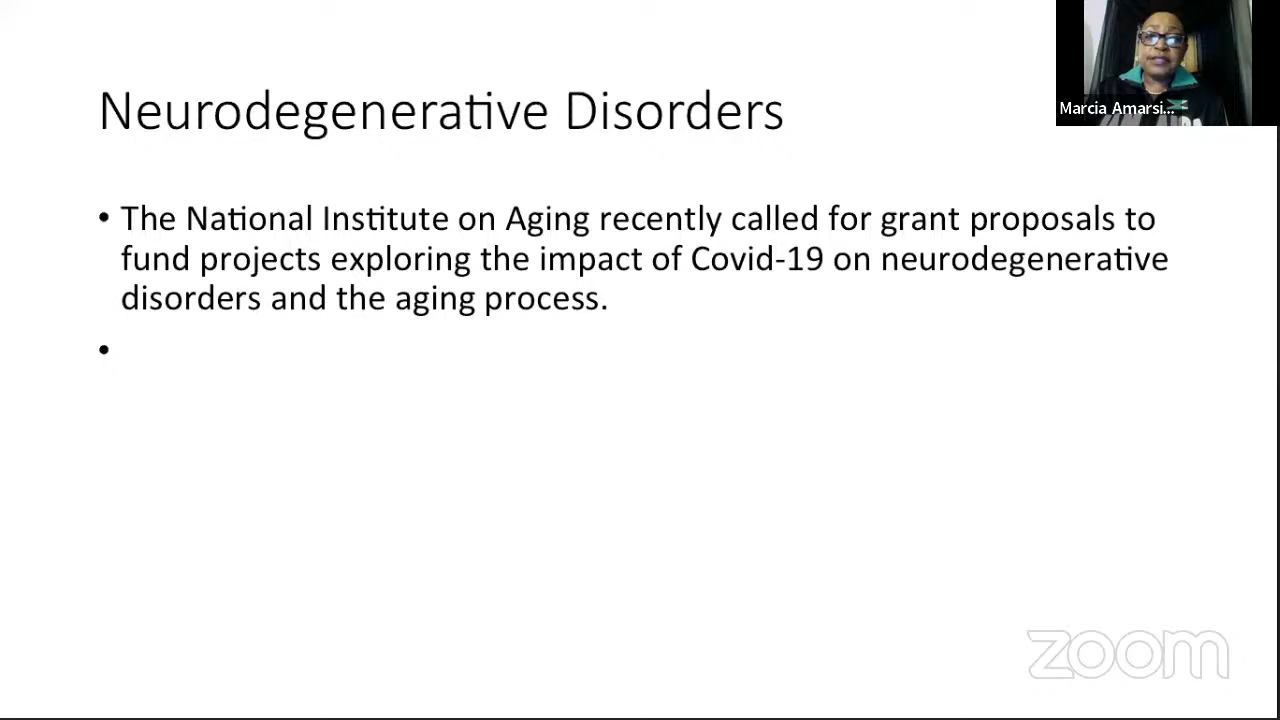 Neurodegenerative Disorders
Marcia Amarsi...
• The National Institute on Aging recently called for grant proposals to
fund projects exploring the impact of Covid-19 on neurodegenerative
disorders and the aging process.
•
zoom